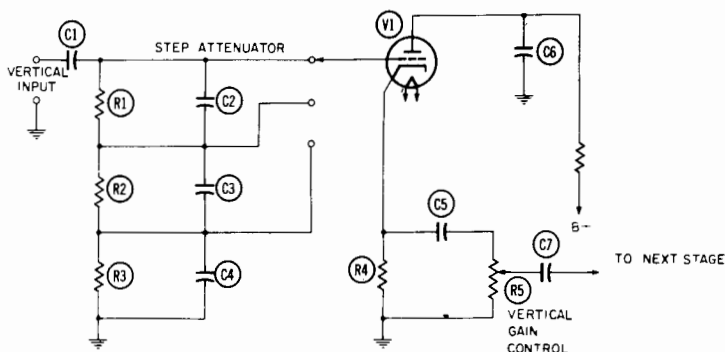 C1
STEP ATTENUATOR
V1
C6
VERTICAL
INPUT
R1
C2
R2
C3
B-
C5
C7
TO NEXT STAGE
R3
C4
R4
R5
VERTICAL
GAIN
CONTROL